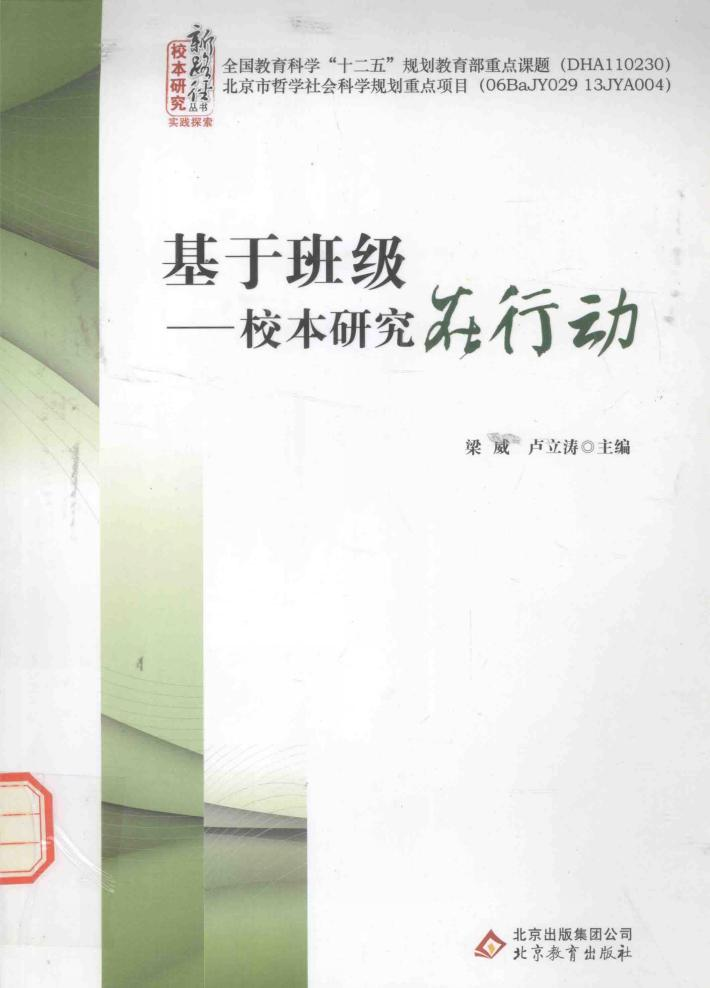 校本研究
新路径
丛书
实践探索
全国教育科学“十二五”规划教育部重点课题（DHA110230）
北京市哲学社会科学规划重点项目（06BaJY029 13JYA004）
基于班级
——校本研究在行动
梁 威 卢立涛◎主编
北京出版集团公司
北京教育出版社